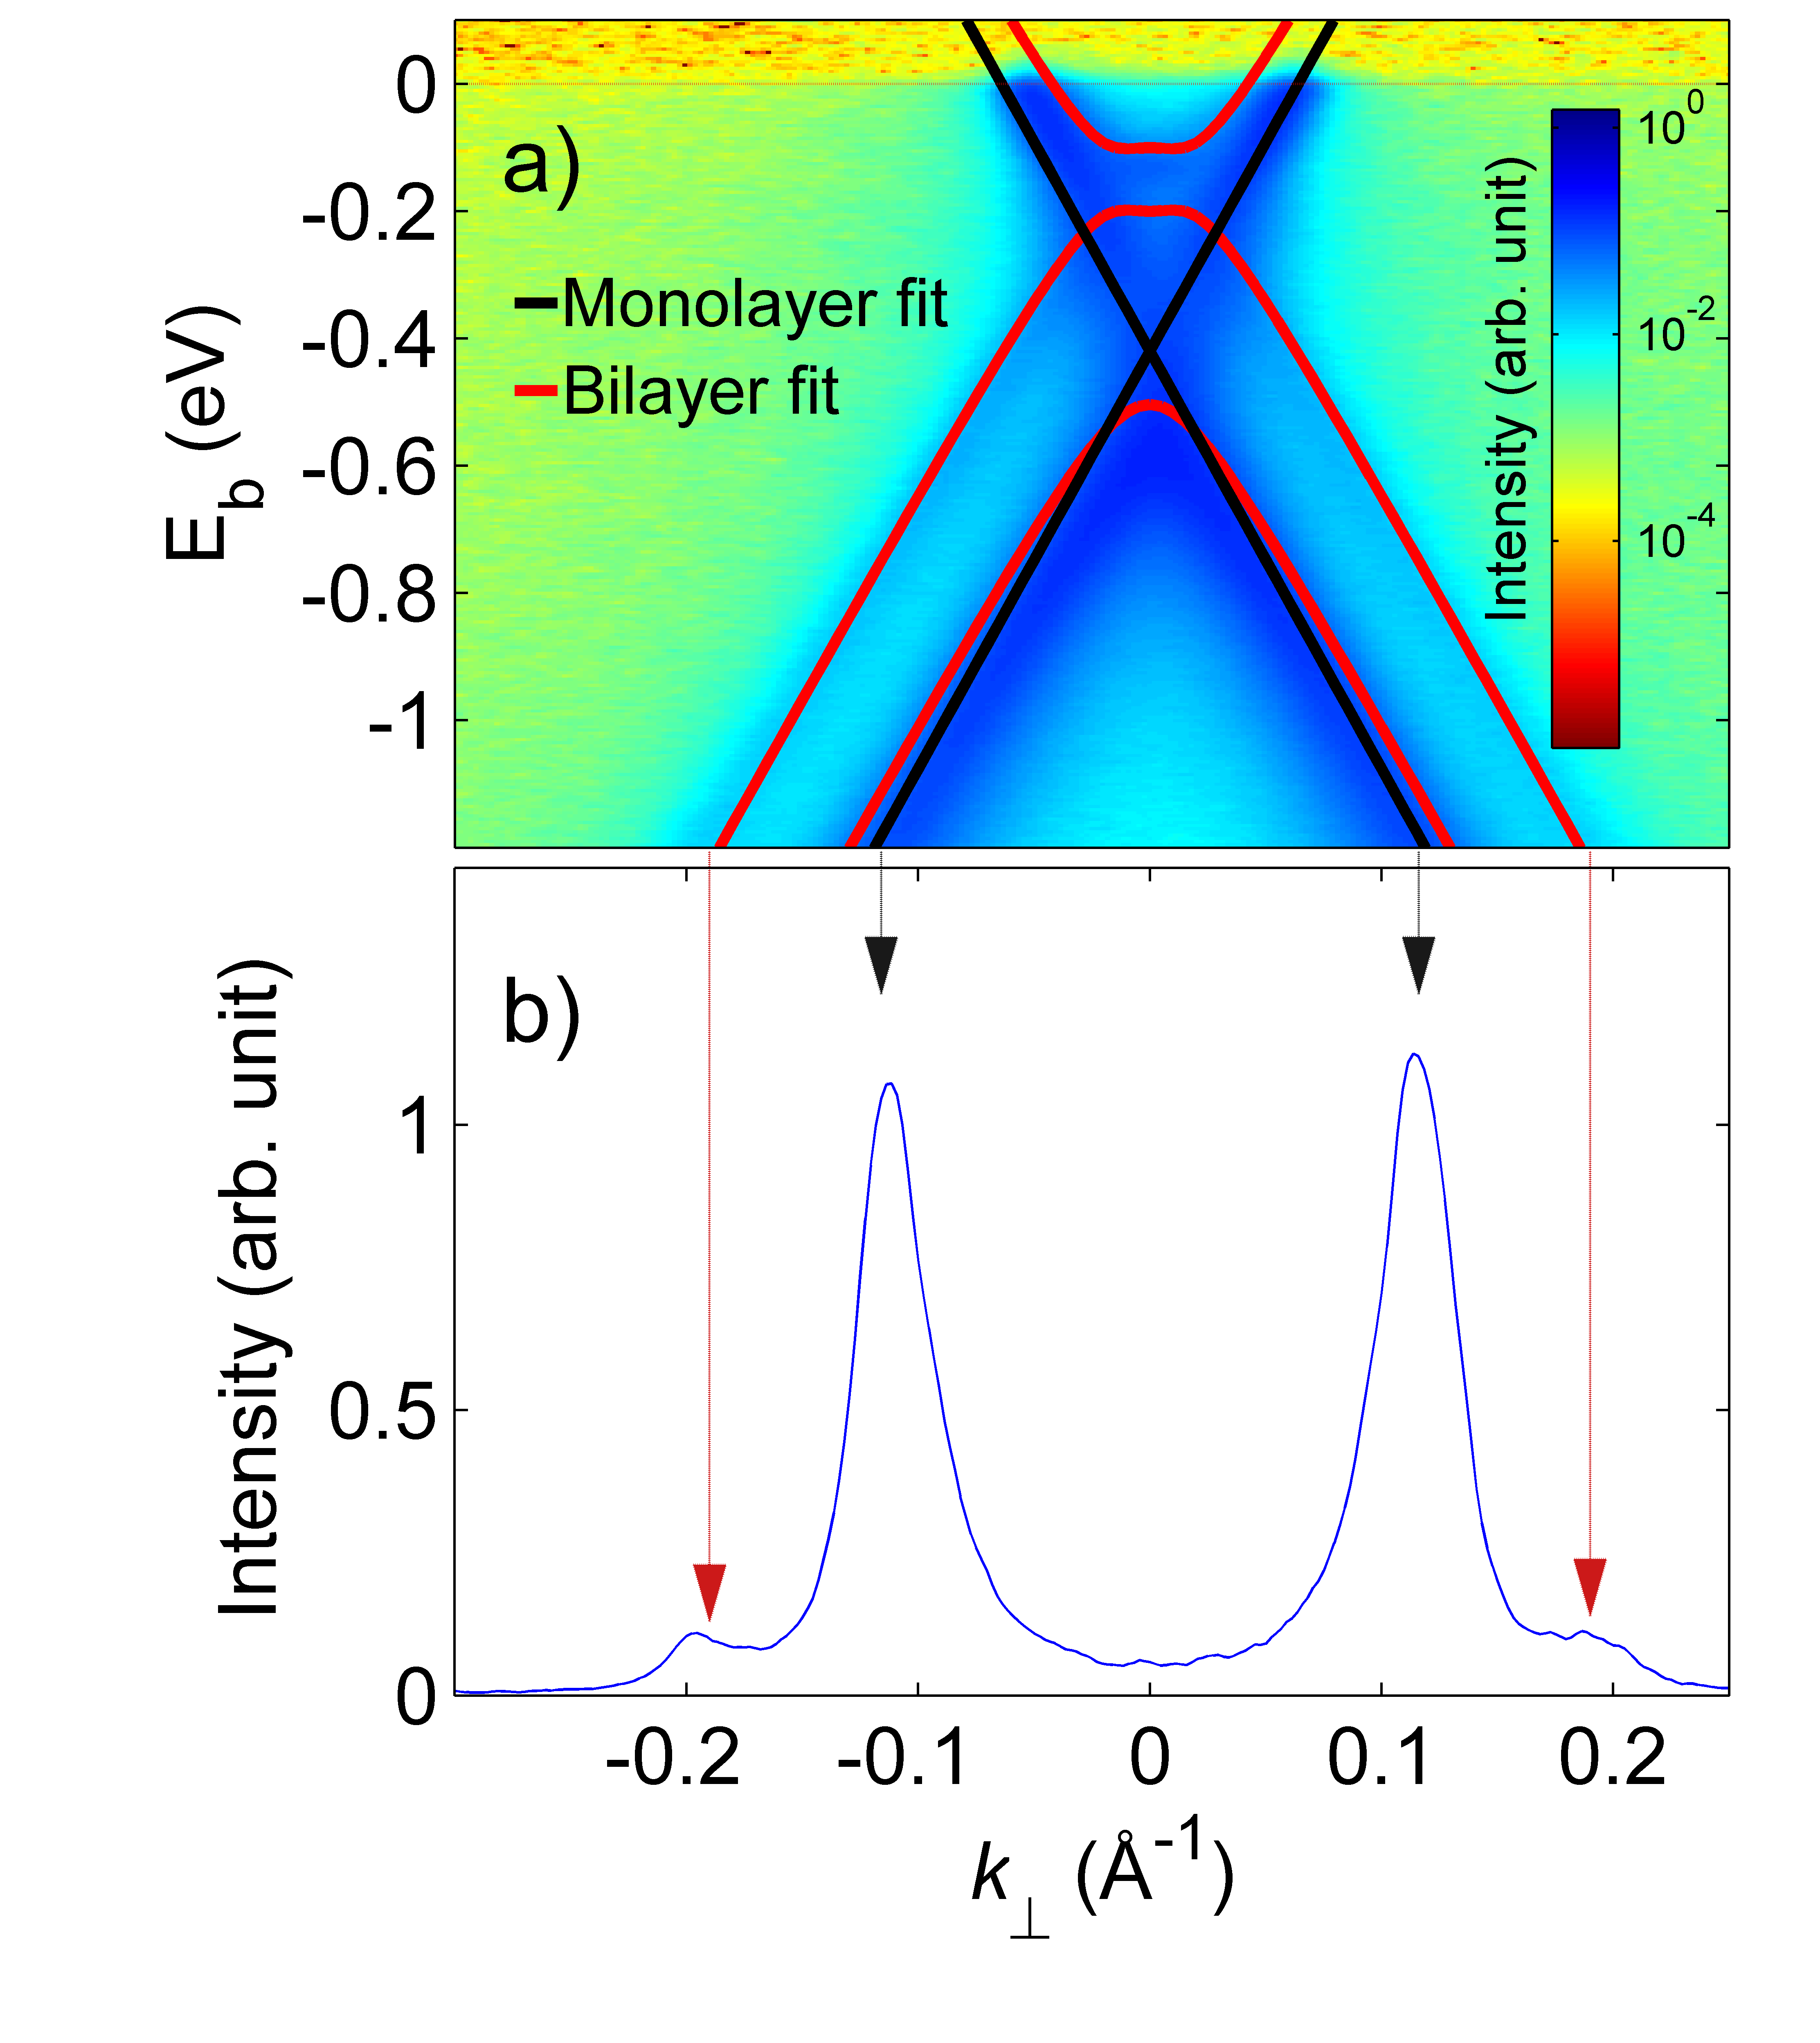 0
-0.2
-0.4
-0.6
-0.8
-1
E_b (eV)
a)
Monolayer fit
Bilayer fit
Intensity (arb. unit)
10^0
10^-2
10^-4
b)
Intensity (arb. unit)
1
0.5
0
-0.2 -0.1 0 0.1 0.2
k_⊥ (Å^-1)